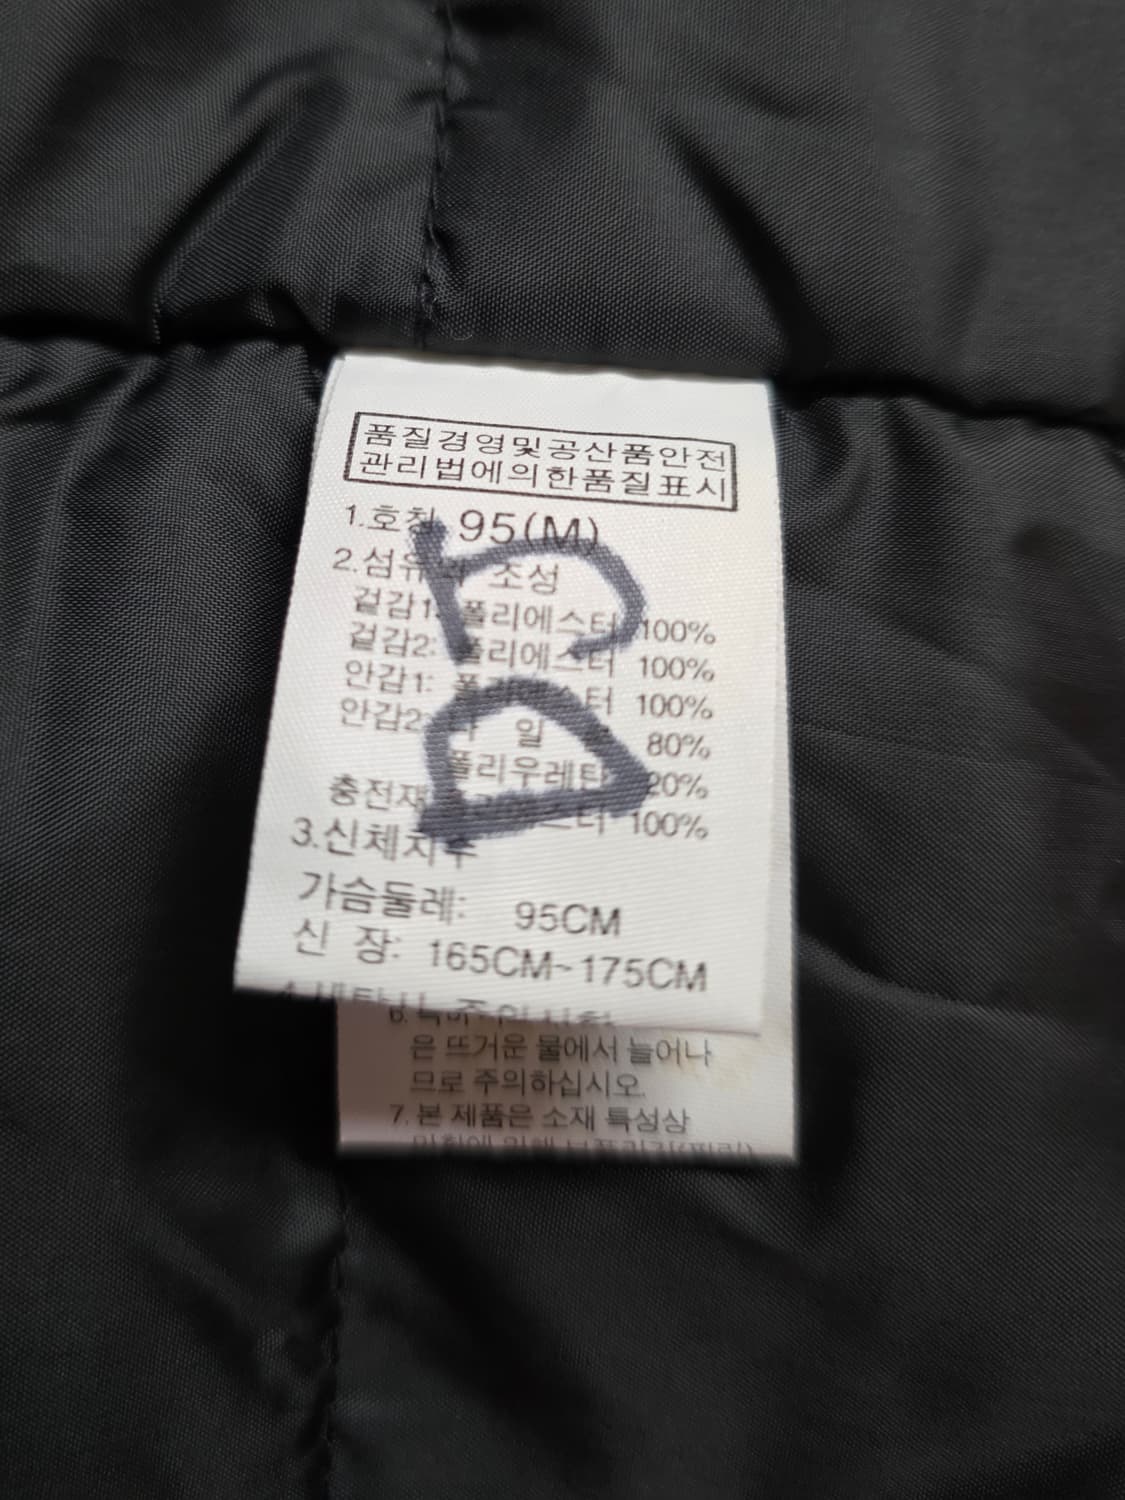 품질경영및공산품안전
관리법에의한품질표시
1.호칭 95(M)
2.섬유의 조성
겉감1: 폴리에스터 100%
겉감2: 폴리에스터 100%
안감1: 폴리에스터 100%
안감2: 나 일 80%
폴리우레탄 20%
충전재 폴리에스터 100%
3.신체치수
가슴둘레: 95CM
신 장: 165CM~175CM
은 뜨거운 물에서 늘어나
므로 주의하십시오.
7. 본 제품은 소재 특성상